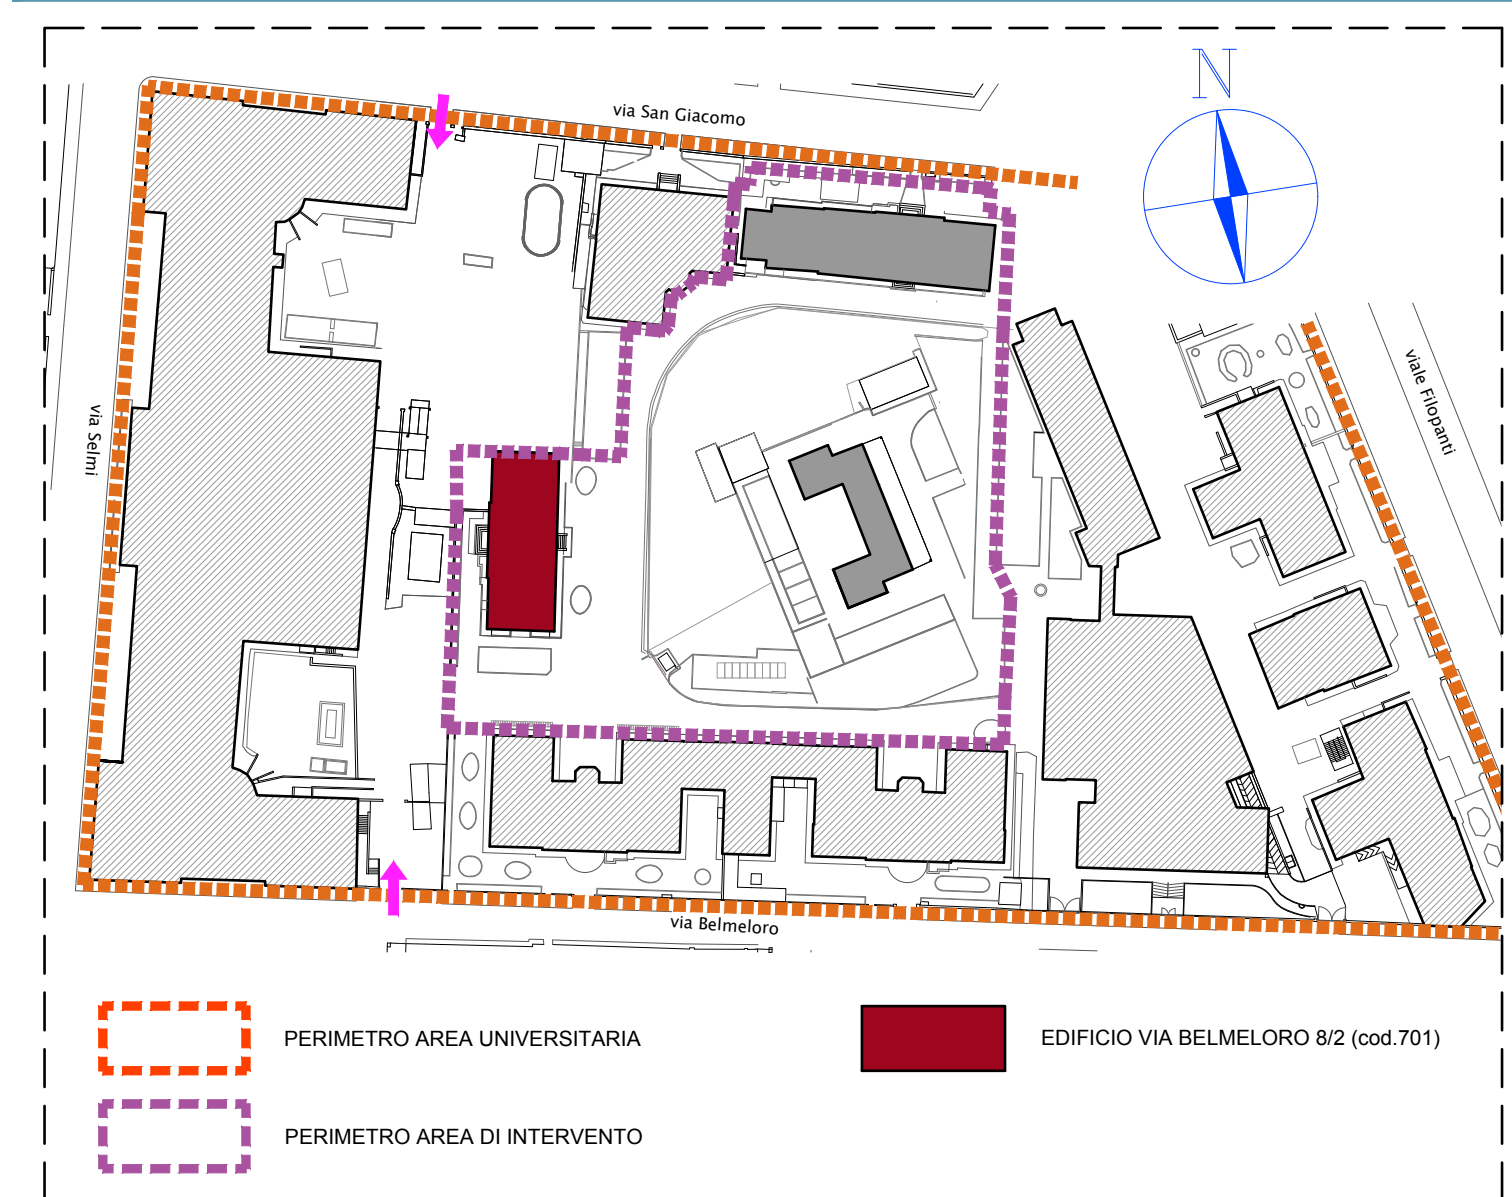 N
via San Giacomo
viale Filopanti
via Selmi
via Belmeloro
PERIMETRO AREA UNIVERSITARIA
EDIFICIO VIA BELMELORO 8/2 (cod.701)
PERIMETRO AREA DI INTERVENTO